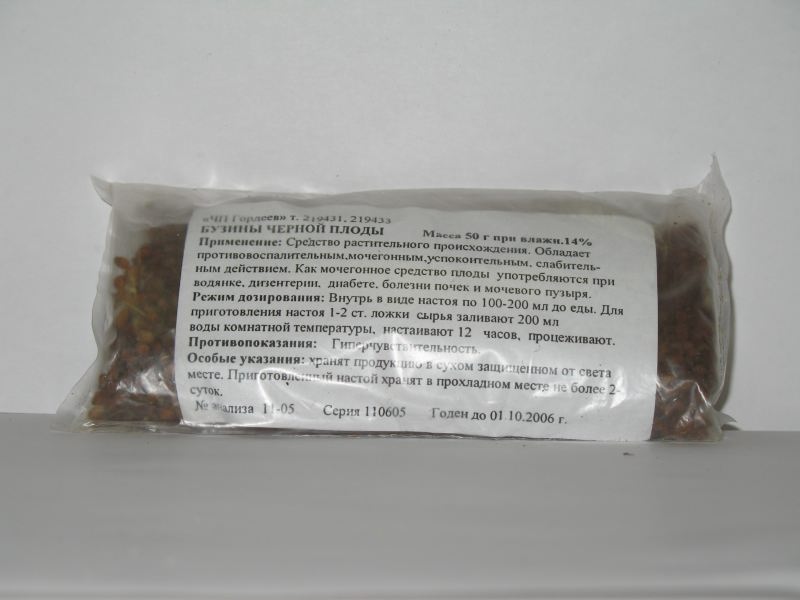 «ЧП Гордеев» т. 219431, 219433
БУЗИНЫ ЧЕРНОЙ ПЛОДЫ Масса 50 г при влажн.14%
Применение: Средство растительного происхождения. Обладает
противовоспалительным,мочегонным,успокоительным, слабитель-
ным действием. Как мочегонное средство плоды употребляются при
водянке, дизентерии, диабете, болезни почек и мочевого пузыря.
Режим дозирования: Внутрь в виде настоя по 100-200 мл до еды. Для
приготовления настоя 1-2 ст. ложки сырья заливают 200 мл
воды комнатной температуры, настаивают 12 часов, процеживают.
Противопоказания: Гиперчувствительность.
Особые указания: хранят продукцию в сухом защищенном от света
месте. Приготовленный настой хранят в прохладном месте не более 2-
суток.
№ анализа 11-05 Серия 110605 Годен до 01.10.2006 г.